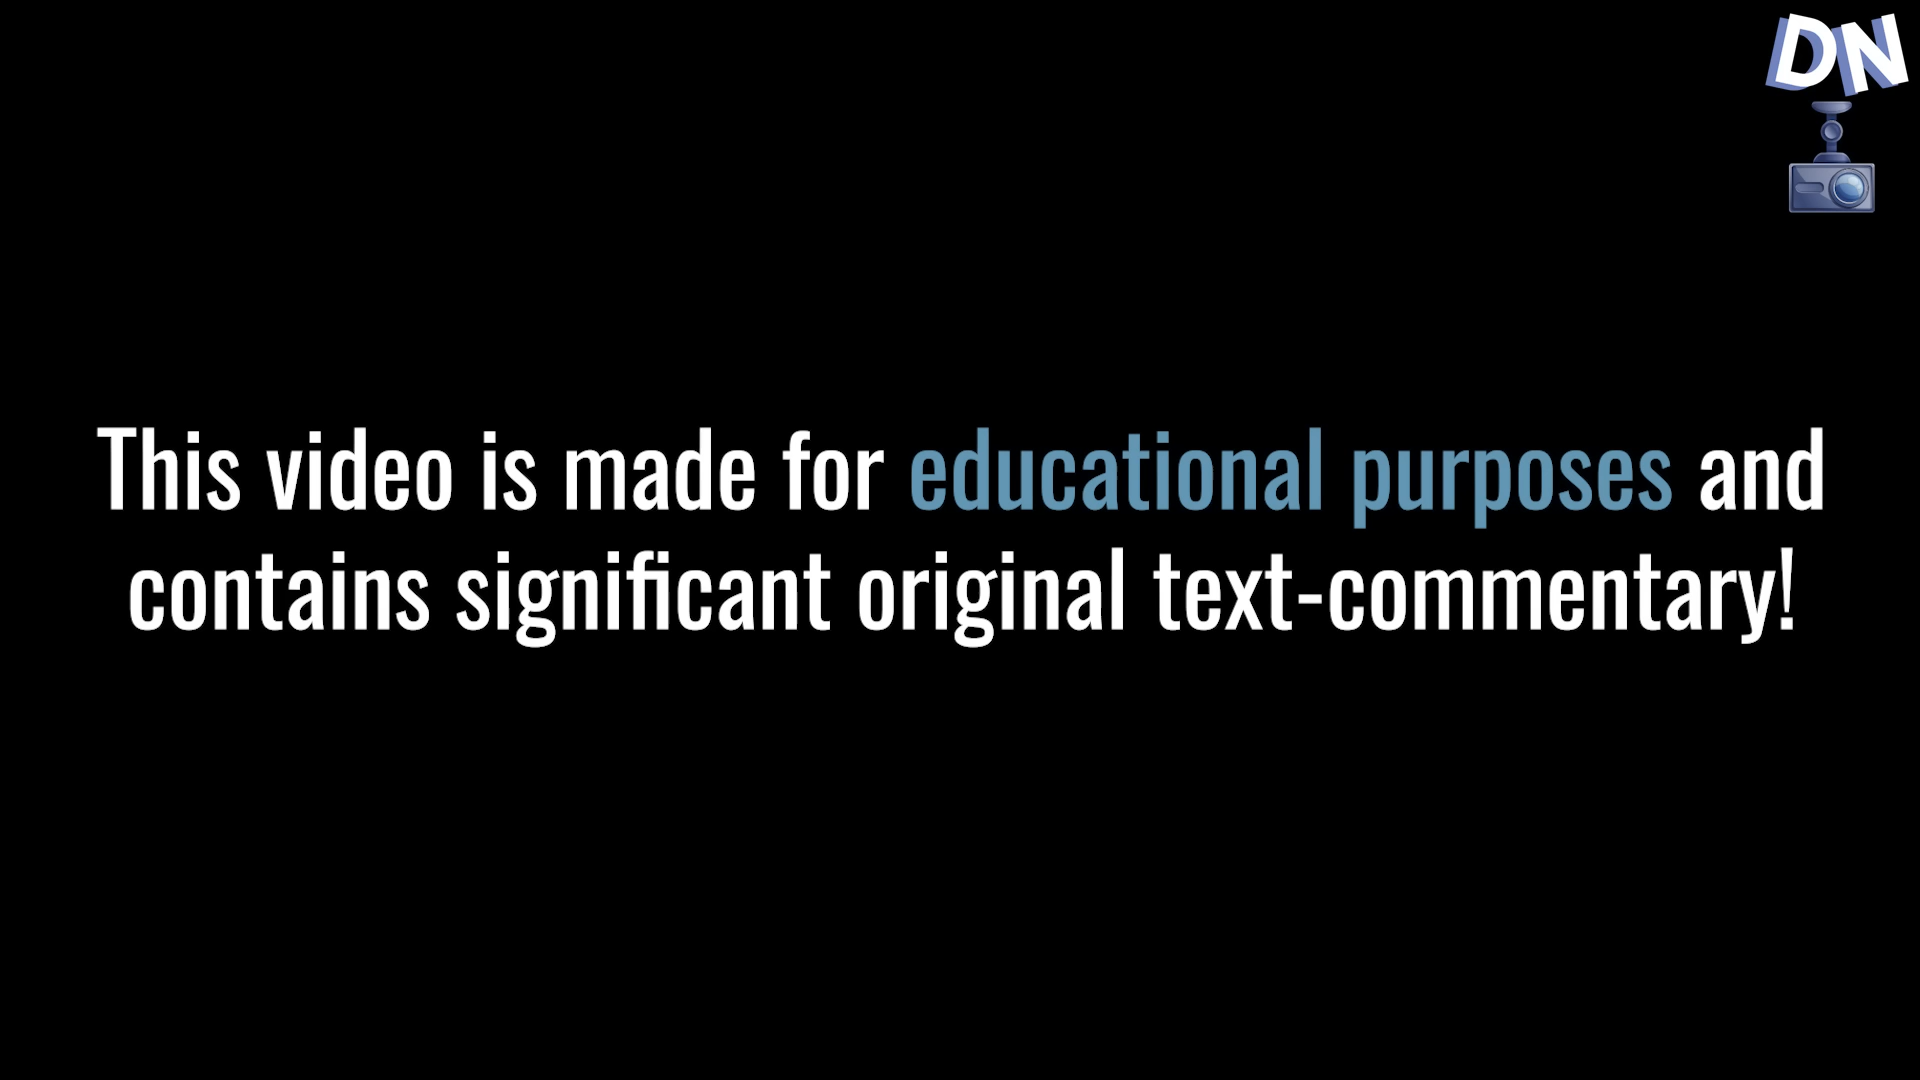 DN
This video is made for educational purposes and
contains significant original text-commentary!